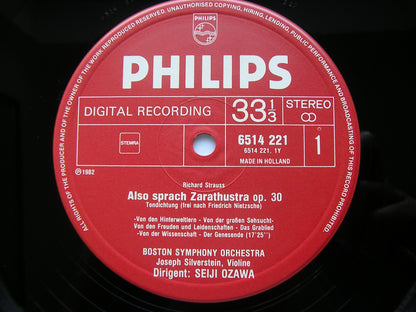 ALL RIGHTS OF THE PRODUCER AND OF THE OWNER OF THE WORK REPRODUCED RESERVED. UNAUTHORISED COPYING, HIRING, LENDING, PUBLIC PERFORMANCE AND BROADCASTING OF THIS RECORD PROHIBITED.
PHILIPS
PHILIPS
DIGITAL RECORDING
33 1/3
STEREO
STEMRA
6514 221
6514 221. 1Y
MADE IN HOLLAND
1
℗1982
Richard Strauss
Also sprach Zarathustra op. 30
Tondichtung (frei nach Friedrich Nietzsche)
-Von den Hinterweltlern - Von der großen Sehnsucht-
Von den Freuden und Leidenschaften - Das Grablied
-Von der Wissenschaft - Der Genesende (17'25'')
BOSTON SYMPHONY ORCHESTRA
Joseph Silverstein, Violine
Dirigent: SEIJI OZAWA